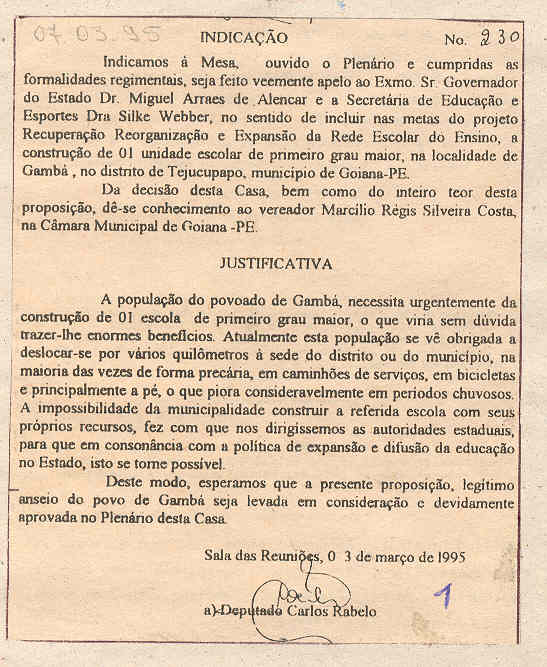 07 03.95
INDICAÇÃO No. 230
Indicamos à Mesa, ouvido o Plenário e cumpridas as
formalidades regimentais, seja feito veemente apelo ao Exmo. Sr. Governador
do Estado Dr. Miguel Arraes de Alencar e a Secretária de Educação e
Esportes Dra Silke Webber, no sentido de incluir nas metas do projeto
Recuperação Reorganização e Expansão da Rede Escolar do Ensino, a
construção de 01 unidade escolar de primeiro grau maior, na localidade de
Gambá , no distrito de Tejucupapo, município de Goiana-PE.
Da decisão desta Casa, bem como do inteiro teor desta
proposição, dê-se conhecimento ao vereador Marcílio Régis Silveira Costa,
na Câmara Municipal de Goiana -PE.
JUSTIFICATIVA
A população do povoado de Gambá, necessita urgentemente da
construção de 01 escola de primeiro grau maior, o que viria sem dúvida
trazer-lhe enormes benefícios. Atualmente esta população se vê obrigada a
deslocar-se por vários quilômetros à sede do distrito ou do município, na
maioria das vezes de forma precária, em caminhões de serviços, em bicicletas
e principalmente a pé, o que piora consideravelmente em períodos chuvosos.
A impossibilidade da municipalidade construir a referida escola com seus
próprios recursos, fez com que nos dirigissemos as autoridades estaduais,
para que em consonância com a política de expansão e difusão da educação
no Estado, isto se torne possível.
Deste modo, esperamos que a presente proposição, legítimo
anseio do povo de Gambá seja levada em consideração e devidamente
aprovada no Plenário desta Casa.
Sala das Reuniões, 0 3 de março de 1995
a) Deputado Carlos Rabelo
1